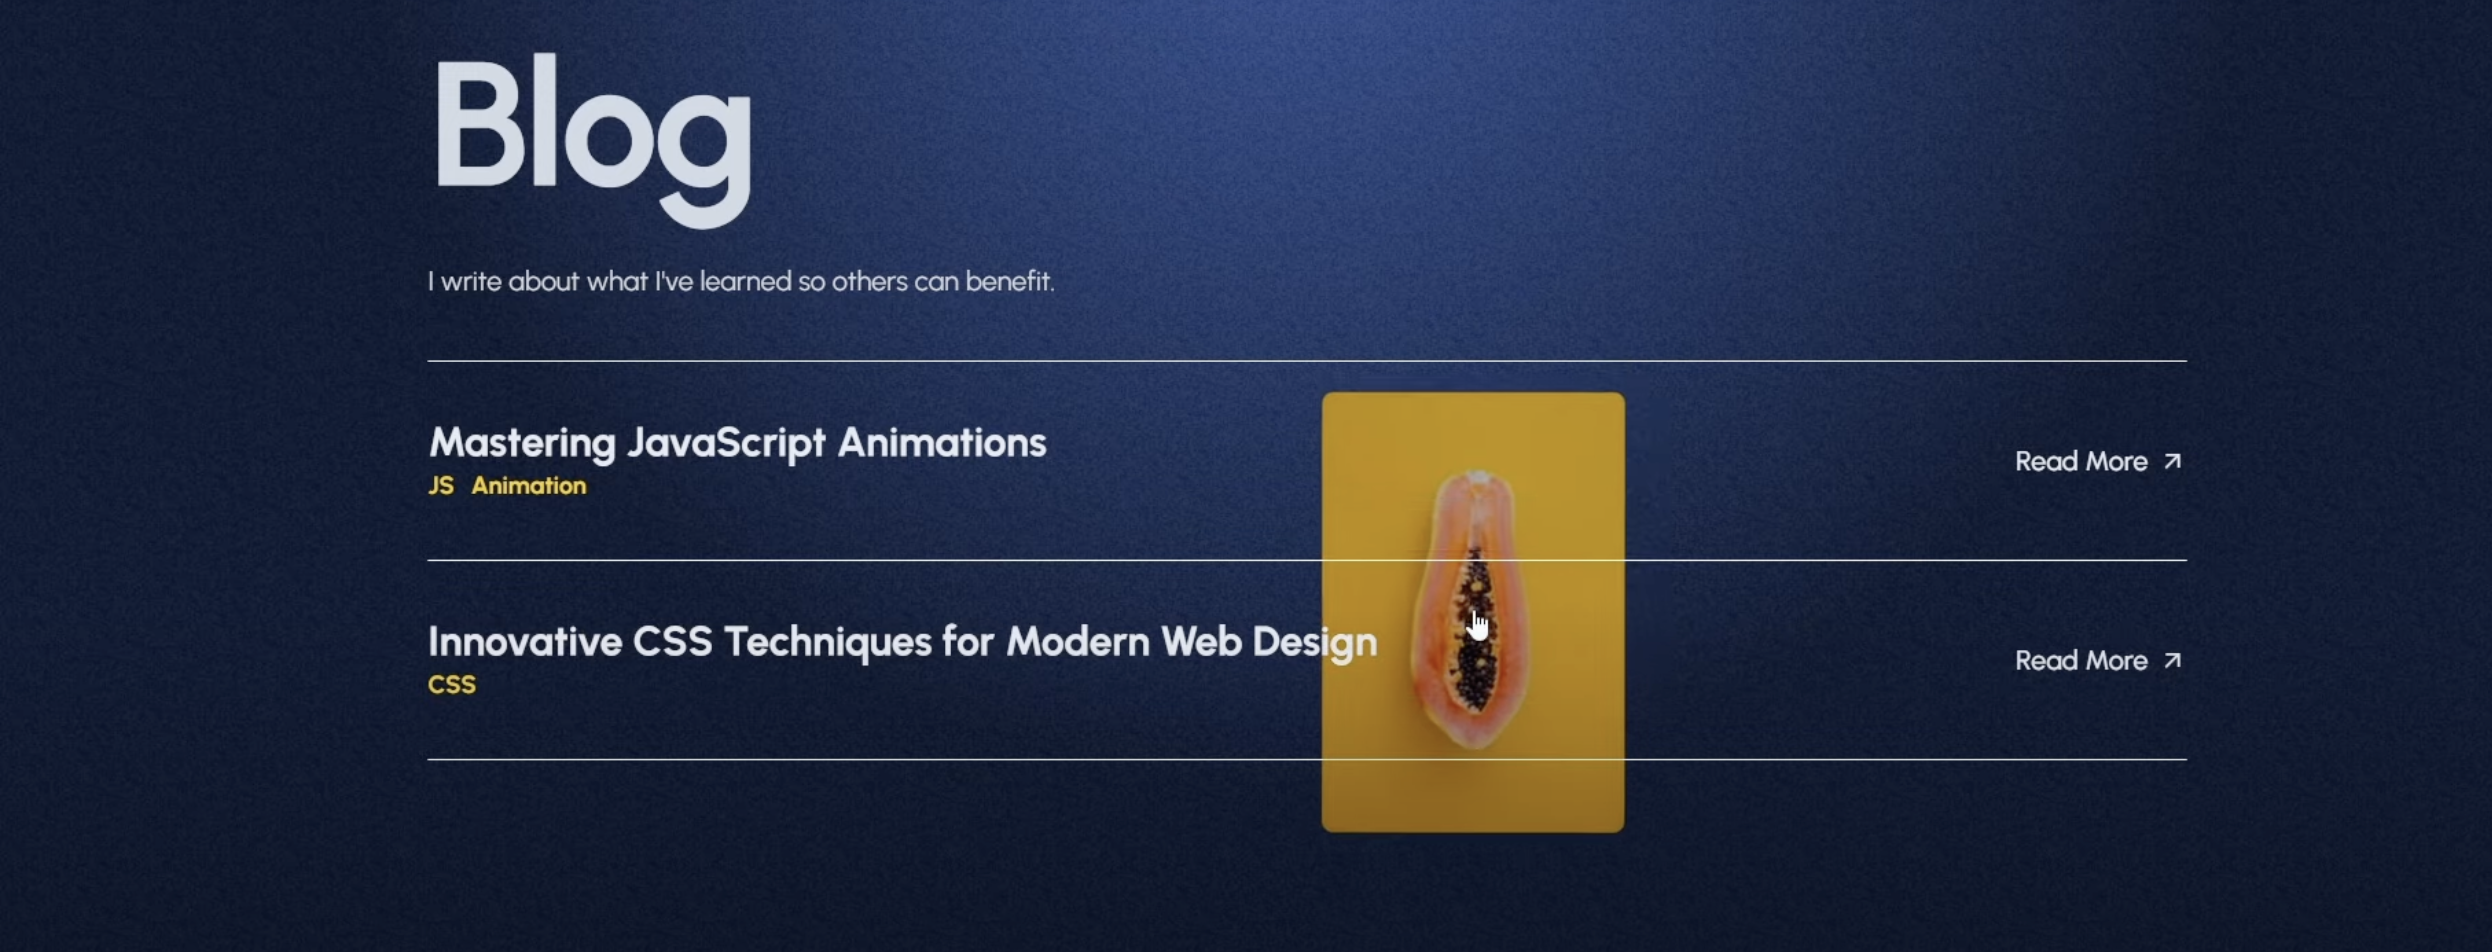 Blog
I write about what I've learned so others can benefit.
Mastering JavaScript Animations
JS Animation
Read More
Innovative CSS Techniques for Modern Web Design
CSS
Read More